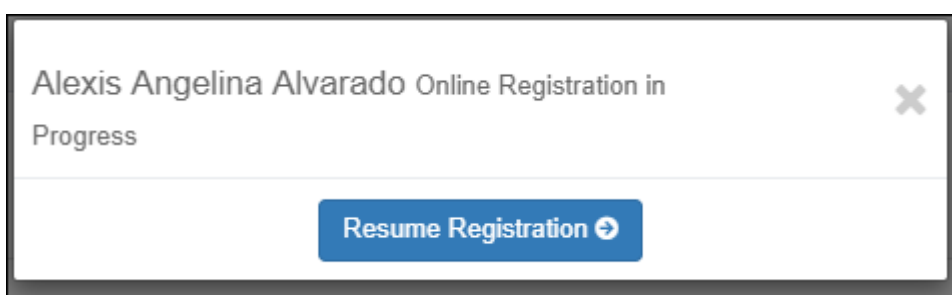 Alexis Angelina Alvarado Online Registration in
Progress
Resume Registration